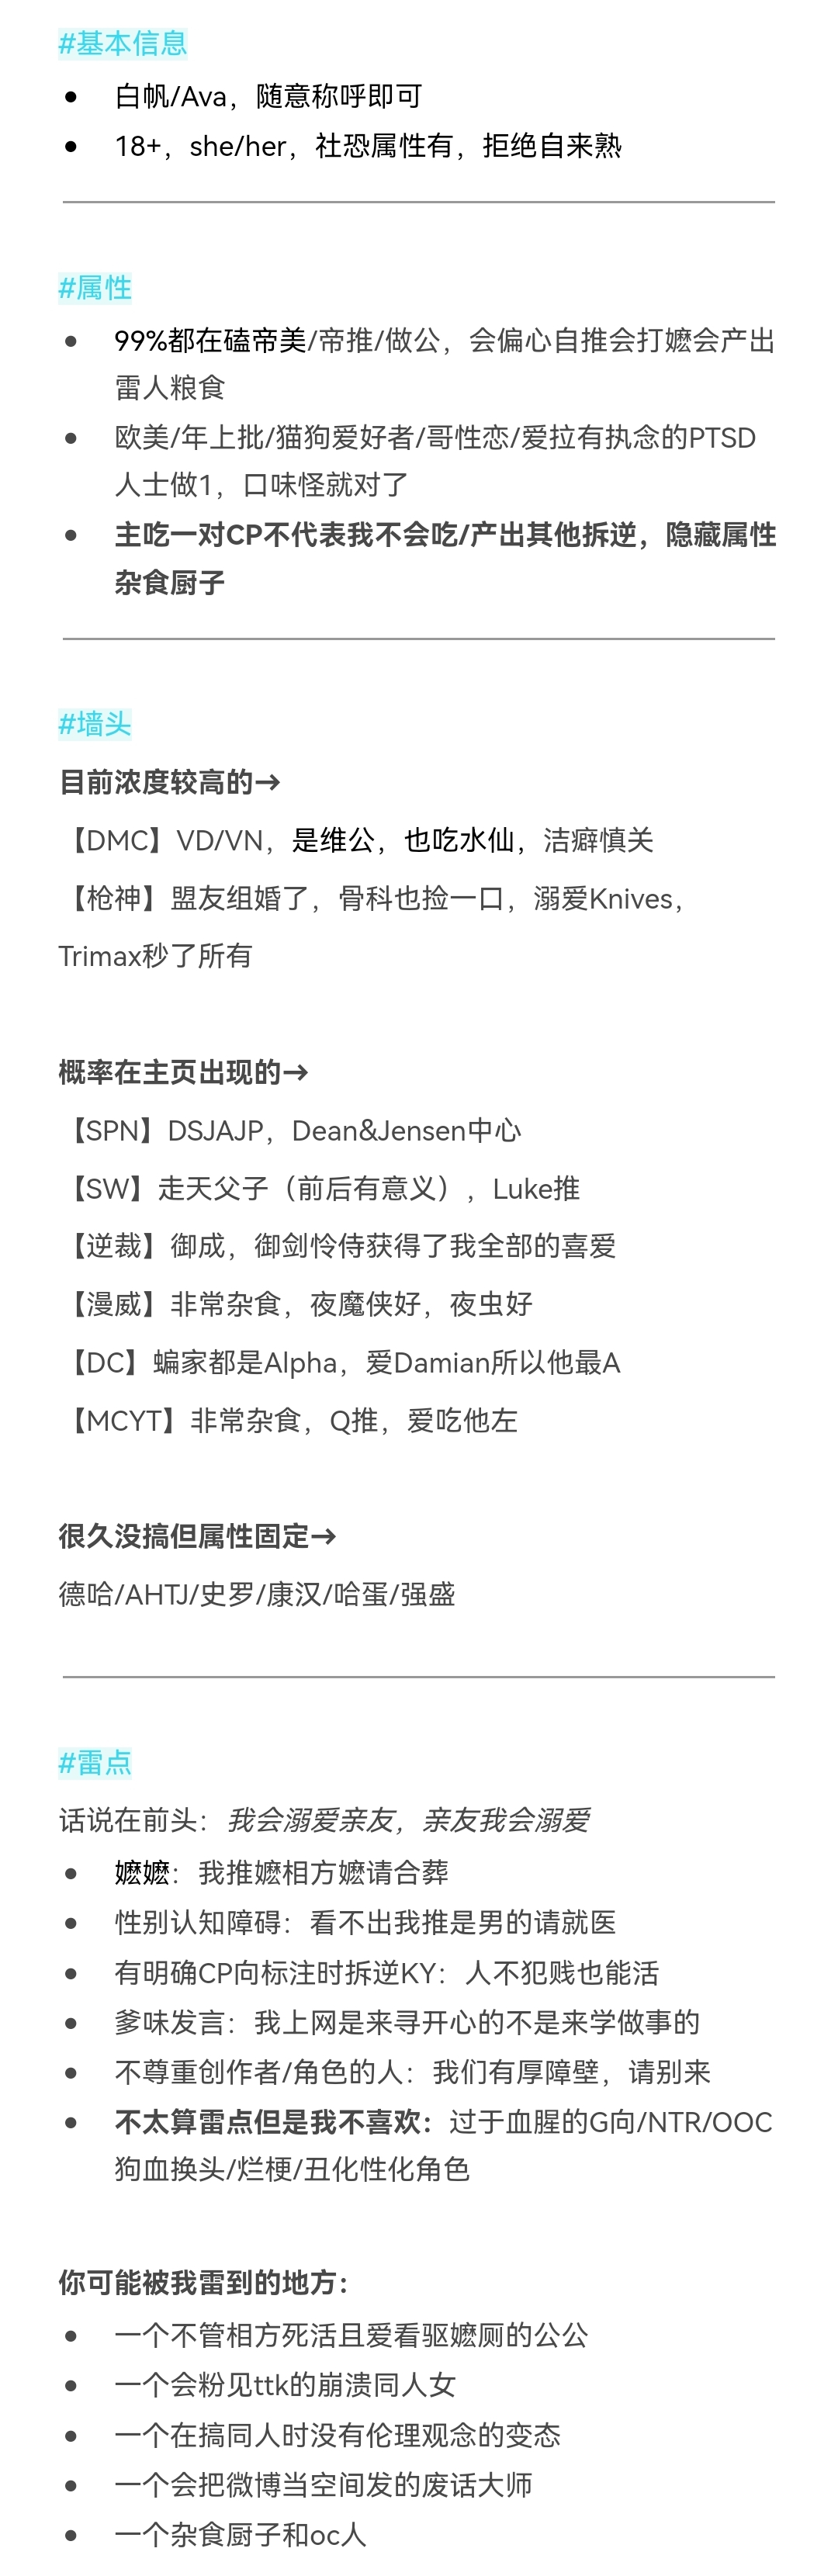 #基本信息
● 白帆/Ava，随意称呼即可
● 18+，she/her，社恐属性有，拒绝自来熟
#属性
● 99%都在磕帝美/帝推/做公，会偏心自推会打嬷会产出
雷人粮食
● 欧美/年上批/猫狗爱好者/哥性恋/爱拉有执念的PTSD
人士做1，口味怪就对了
● 主吃一对CP不代表我不会吃/产出其他拆逆，隐藏属性
杂食厨子
#墙头
目前浓度较高的→
【DMC】VD/VN，是维公，也吃水仙，洁癖慎关
【枪神】盟友组婚了，骨科也捡一口，溺爱Knives，
Trimax秒了所有
概率在主页出现的→
【SPN】DSJAJP，Dean&Jensen中心
【SW】走天父子（前后有意义），Luke推
【逆裁】御成，御剑怜侍获得了我全部的喜爱
【漫威】非常杂食，夜魔侠好，夜虫好
【DC】蝙家都是Alpha，爱Damian所以他最A
【MCYT】非常杂食，Q推，爱吃他左
很久没搞但属性固定→
德哈/AHTJ/史罗/康汉/哈蛋/强盛
#雷点
话说在前头：我会溺爱亲友，亲友我会溺爱
● 嬷嬷：我推嬷相方嬷请合葬
● 性别认知障碍：看不出我推是男的请就医
● 有明确CP向标注时拆逆KY：人不犯贱也能活
● 爹味发言：我上网是来寻开心的不是来学做事的
● 不尊重创作者/角色的人：我们有厚障壁，请别来
● 不太算雷点但是我不喜欢：过于血腥的G向/NTR/OOC
狗血换头/烂梗/丑化性化角色
你可能被我雷到的地方：
● 一个不管相方死活且爱看驱嬷厕的公公
● 一个会粉见ttk的崩溃同人女
● 一个在搞同人时没有伦理观念的变态
● 一个会把微博当空间发的废话大师
● 一个杂食厨子和oc人